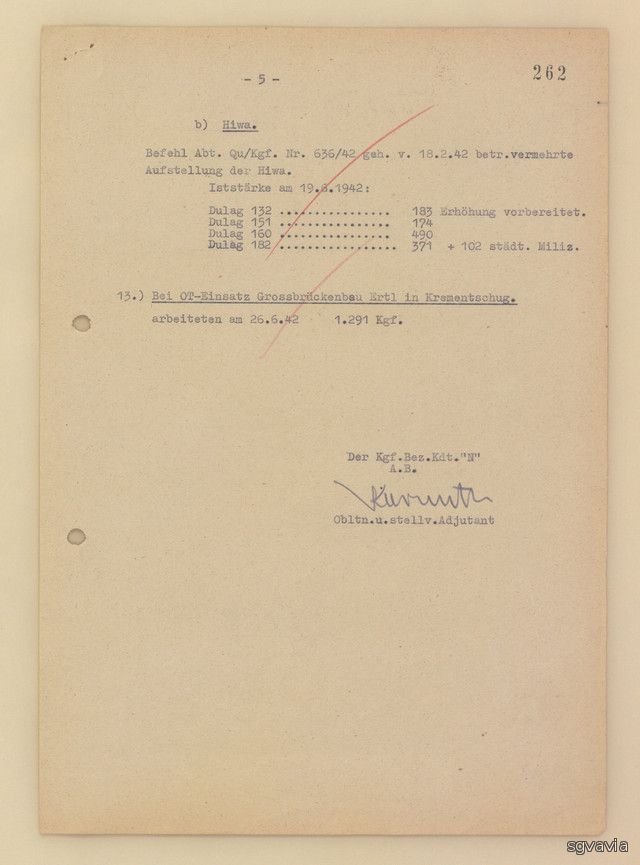 - 5 -
262
b) Hiwa.
Befehl Abt. Qu/Kgf. Nr. 636/42 geh. v. 18.2.42 betr.vermehrte
Aufstellung der Hiwa.
Iststärke am 19.6.1942:
Dulag 132 ................ 183 Erhöhung vorbereitet.
Dulag 151 ................ 174
Dulag 160 ................ 490
Dulag 182 ................. 371 + 102 städt. Miliz.
13.) Bei OT-Einsatz Grossbrückenbau Ertl in Krementschug.
arbeiteten am 26.6.42 1.291 Kgf.
Der Kgf.Bez.Kdt."N"
A.B.
Obltn.u.stellv.Adjutant
sgvavia